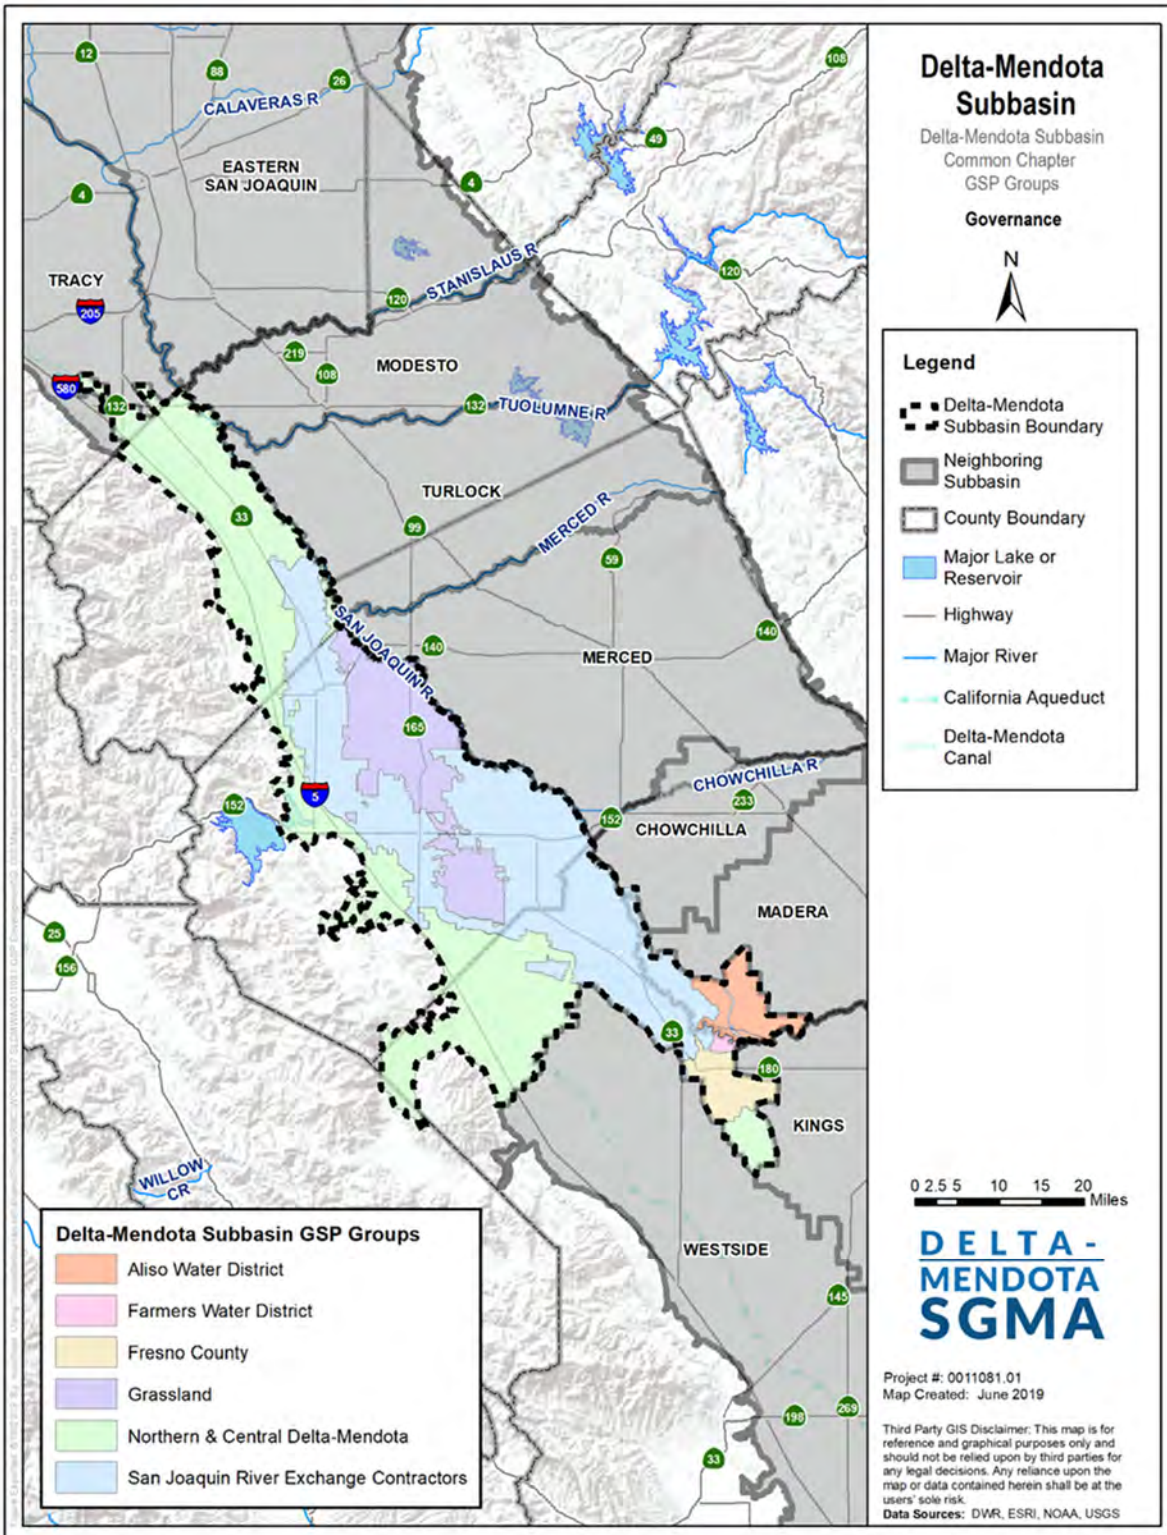 Delta-Mendota
Subbasin
Delta-Mendota Subbasin
Common Chapter
GSP Groups
Governance
N
Legend
Delta-Mendota
Subbasin Boundary
Neighboring
Subbasin
County Boundary
Major Lake or
Reservoir
Highway
Major River
California Aqueduct
Delta-Mendota
Canal
0 2.5 5 10 15 20
Miles
DELTA-
MENDOTA
SGMA
Project #: 0011081.01
Map Created: June 2019
Third Party GIS Disclaimer: This map is for
reference and graphical purposes only and
should not be relied upon by third parties for
any legal decisions. Any reliance upon the
map or data contained herein shall be at the
users' sole risk.
Data Sources: DWR, ESRI, NOAA, USGS
12
88
26
108
CALAVERAS R
49
EASTERN
SAN JOAQUIN
4
4
TRACY
205
STANISLAUS R
120
120
219
108
MODESTO
580
132
132
TUOLUMNE R
33
TURLOCK
99
MERCED R
59
SAN JOAQUIN R
140
140
MERCED
165
5
152
CHOWCHILLA R
233
152
CHOWCHILLA
MADERA
25
156
33
180
KINGS
WILLOW
CR
WESTSIDE
145
198
269
33
Delta-Mendota Subbasin GSP Groups
Aliso Water District
Farmers Water District
Fresno County
Grassland
Northern & Central Delta-Mendota
San Joaquin River Exchange Contractors